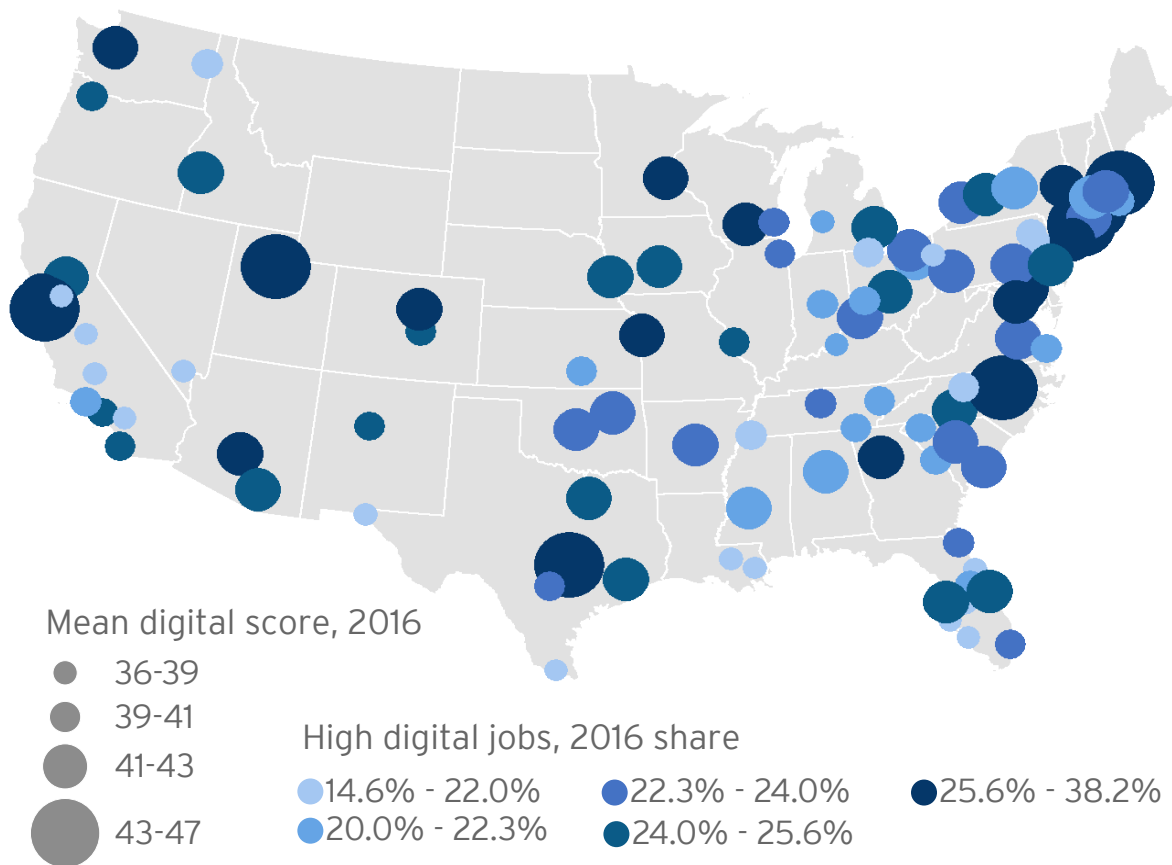 Mean digital score, 2016
36-39
39-41
41-43
43-47
High digital jobs, 2016 share
14.6% - 22.0%
22.3% - 24.0%
25.6% - 38.2%
20.0% - 22.3%
24.0% - 25.6%